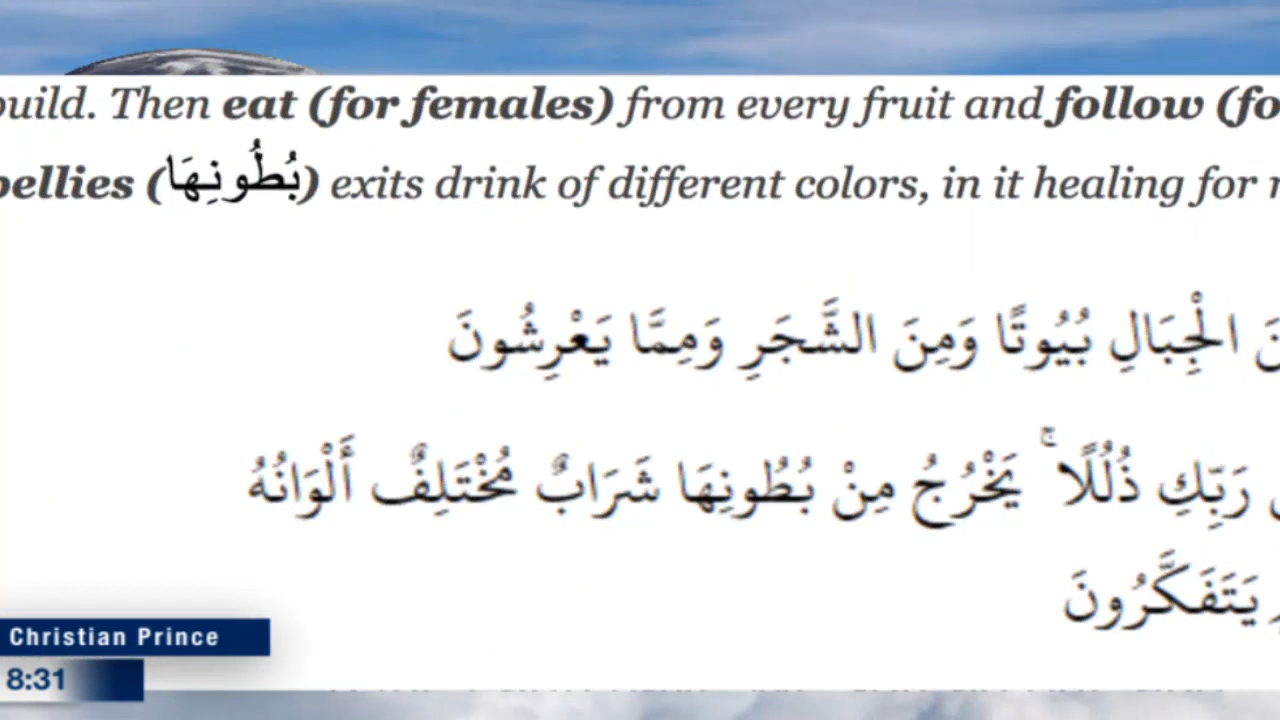 build. Then eat (for females) from every fruit and follow (fo
bellies (بُطُونِهَا) exits drink of different colors, in it healing for
الْجِبَالِ بُيُوتًا وَمِنَ الشَّجَرِ وَمِمَّا يَعْرِشُونَ
رَبِّكِ ذُلُلًا ۚ يَخْرُجُ مِنْ بُطُونِهَا شَرَابٌ مُخْتَلِفٌ أَلْوَانُهُ
يَتَفَكَّرُونَ
Christian Prince
8:31